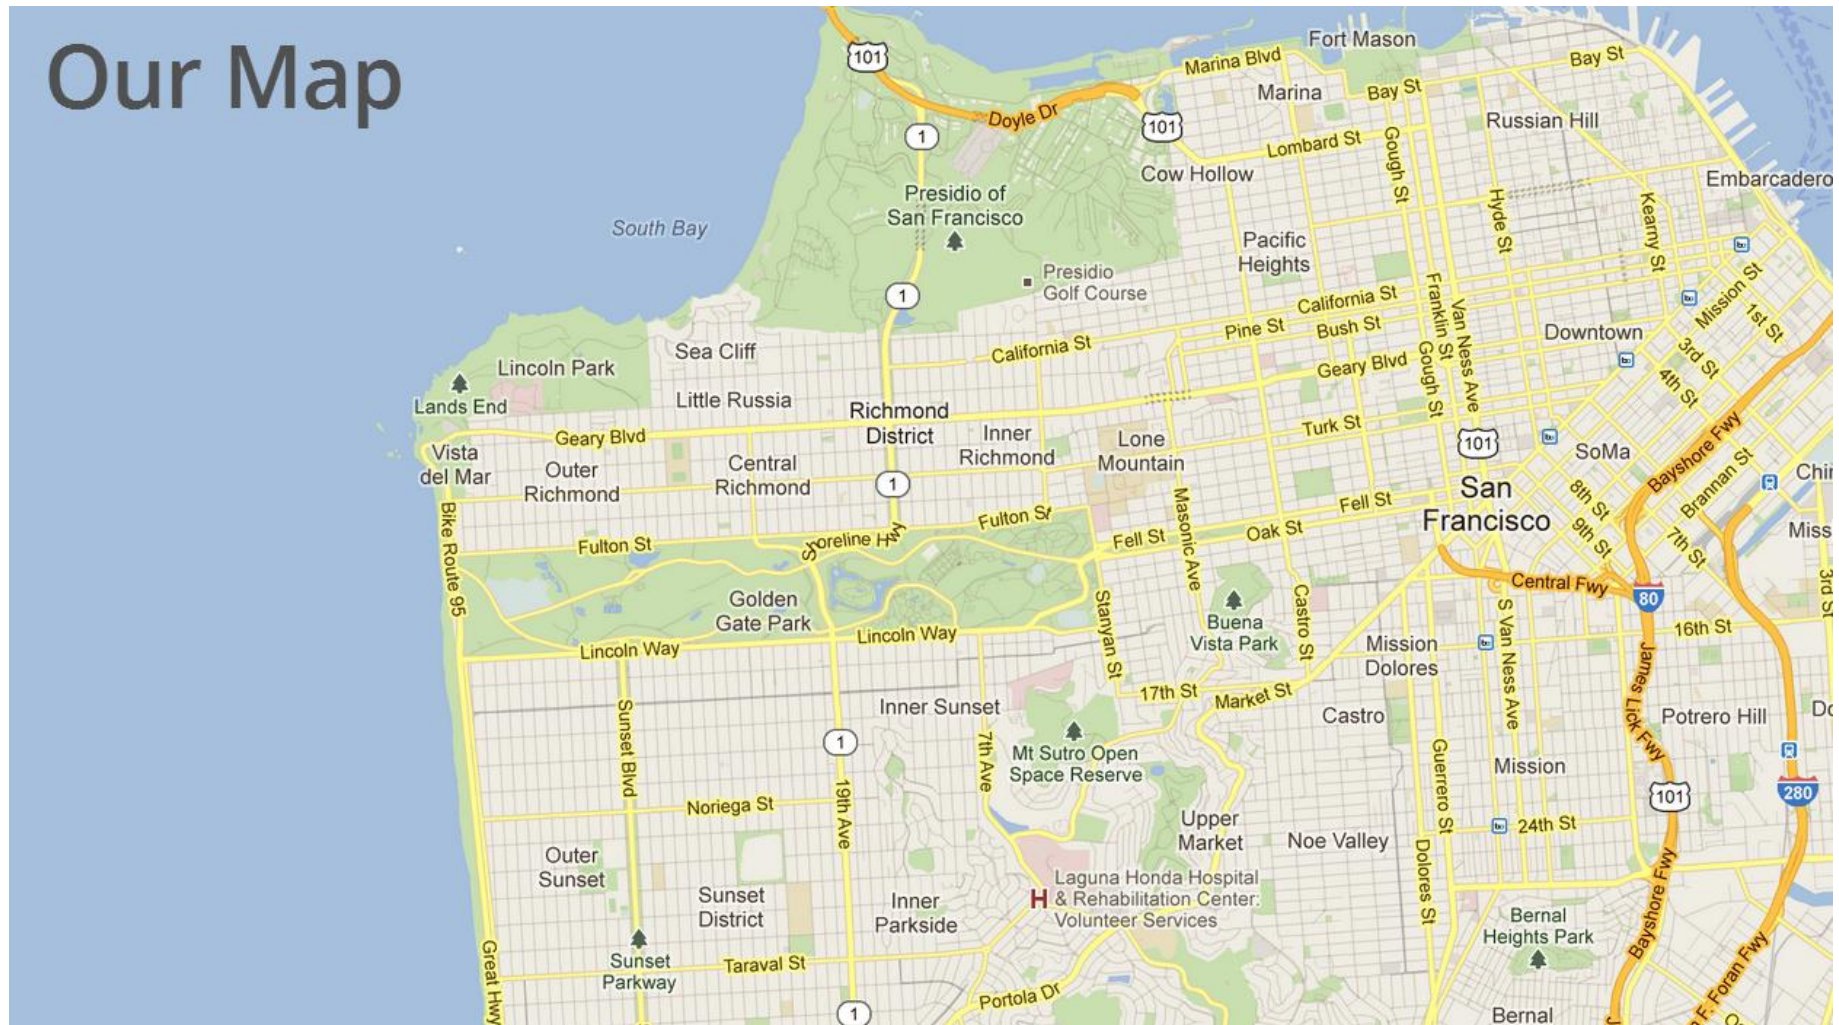 Our Map
101
Fort Mason
Marina Blvd
Bay St
Marina
Bay St
Doyle Dr
Russian Hill
1
101
Lombard St
Gough St
Cow Hollow
Embarcadero
Presidio of
San Francisco
Hyde St
Kearny St
South Bay
Pacific
Heights
Presidio
Golf Course
1
California St
Franklin St
Van Ness Ave
Mission St
1st St
Pine St
Bush St
Downtown
Sea Cliff
California St
3rd St
Lincoln Park
Geary Blvd
Gough St
4th St
Lands End
Little Russia
Richmond
District
Geary Blvd
Inner
Richmond
Lone
Mountain
Turk St
101
SoMa
Bayshore Fwy
Vista
del Mar
Outer
Richmond
Central
Richmond
1
Brannan St
San
Francisco
8th St
Bike Route 95
Masonic Ave
Fell St
Fulton St
Fulton St
Shoreline Hwy
Fell St
Oak St
9th St
7th St
Central Fwy
80
3rd St
Golden
Gate Park
Stanyan St
Buena
Vista Park
Castro St
S Van Ness Ave
16th St
Lincoln Way
Lincoln Way
Mission
Dolores
James Lick Fwy
17th St
Market St
Inner Sunset
Castro
Potrero Hill
Sunset Blvd
1
7th Ave
Mt Sutro Open
Space Reserve
Guerrero St
Mission
101
280
Noriega St
19th Ave
Upper
Market
Noe Valley
24th St
Outer
Sunset
Dolores St
Laguna Honda Hospital
& Rehabilitation Center:
Volunteer Services
H
Sunset
District
Inner
Parkside
Bernal
Heights Park
Bayshore Fwy
Great Hwy
Sunset
Parkway
Taraval St
Portola Dr
F. Foran Fwy
1
Bernal